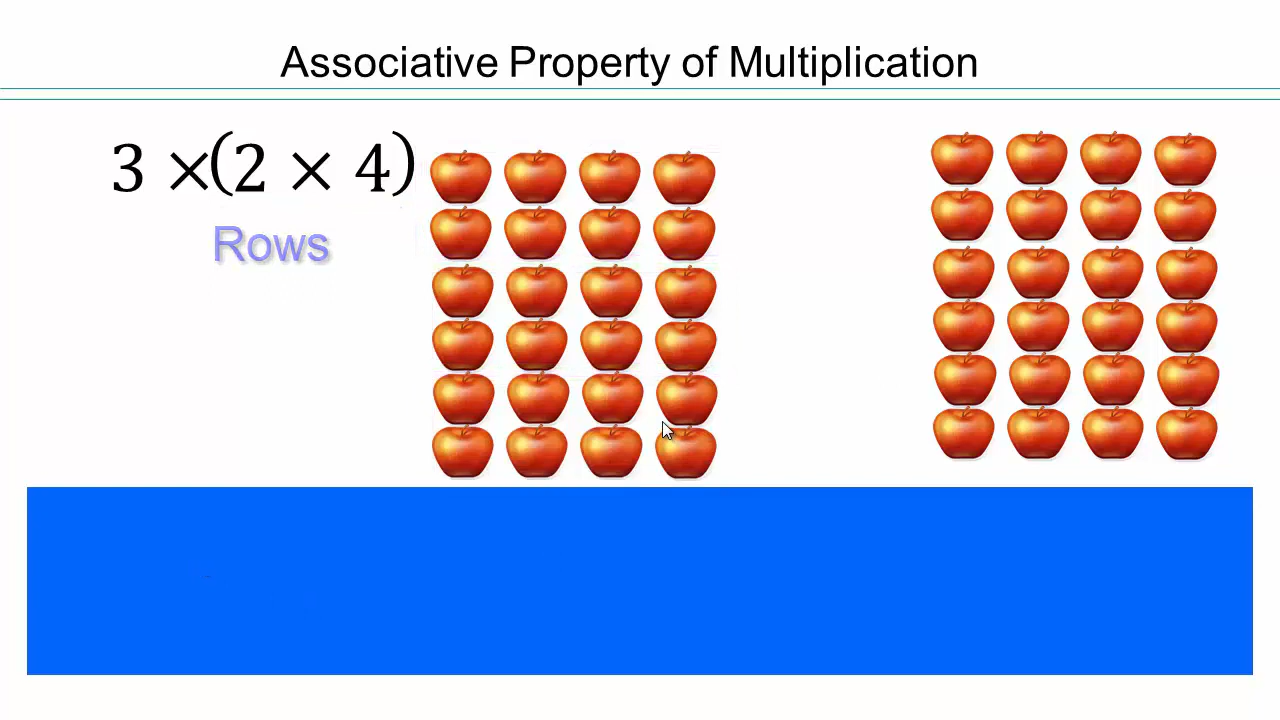 Associative Property of Multiplication
3 ×(2 × 4)
Rows